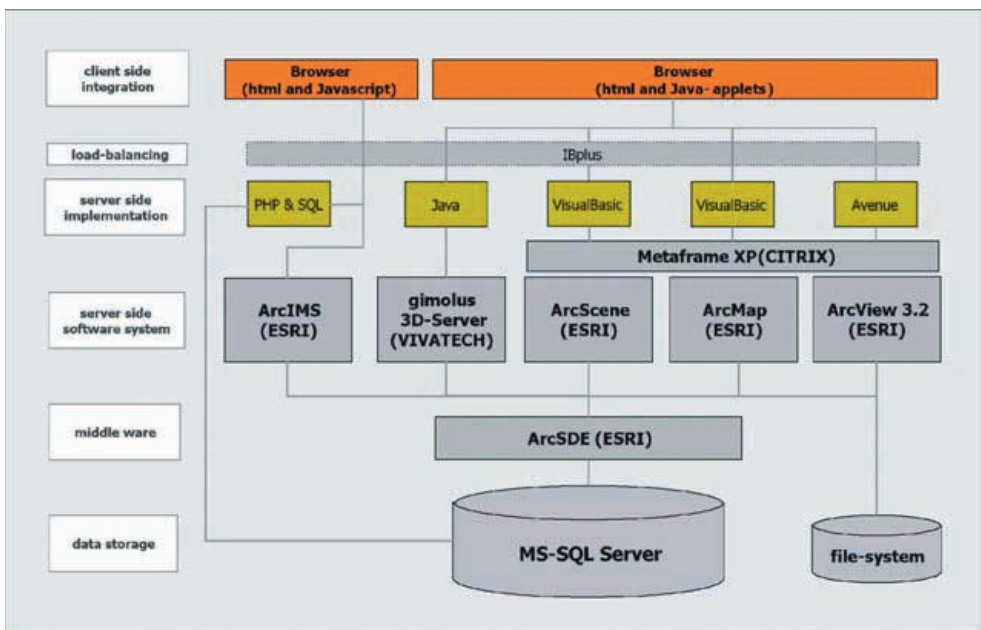 client side
integration
Browser
(html and Javascript)
Browser
(html and Java- applets)
load-balancing
IBplus
server side
implementation
PHP & SQL
Java
VisualBasic
VisualBasic
Avenue
Metaframe XP(CITRIX)
server side
software system
ArcIMS
(ESRI)
gimolus
3D-Server
(VIVATECH)
ArcScene
(ESRI)
ArcMap
(ESRI)
ArcView 3.2
(ESRI)
middle ware
ArcSDE (ESRI)
data storage
MS-SQL Server
file-system